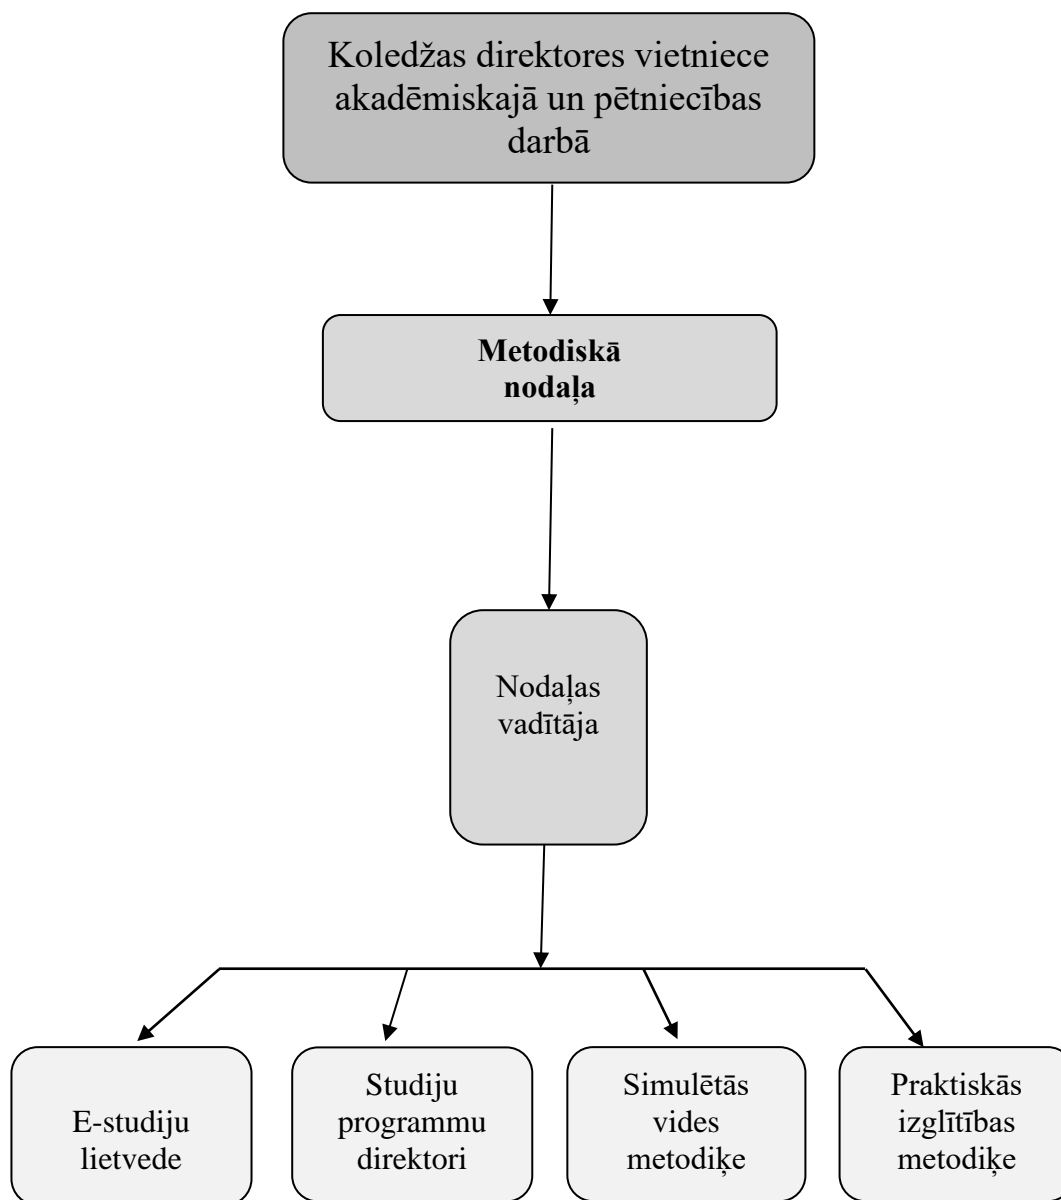 Koledžas direktores vietniece
akadēmiskajā un pētniecības
darbā
Metodiskā
nodaļa
Nodaļas
vadītāja
E-studiju
lietvede
Studiju
programmu
direktori
Simulētās
vides
metodiķe
Praktiskās
izglītības
metodiķe